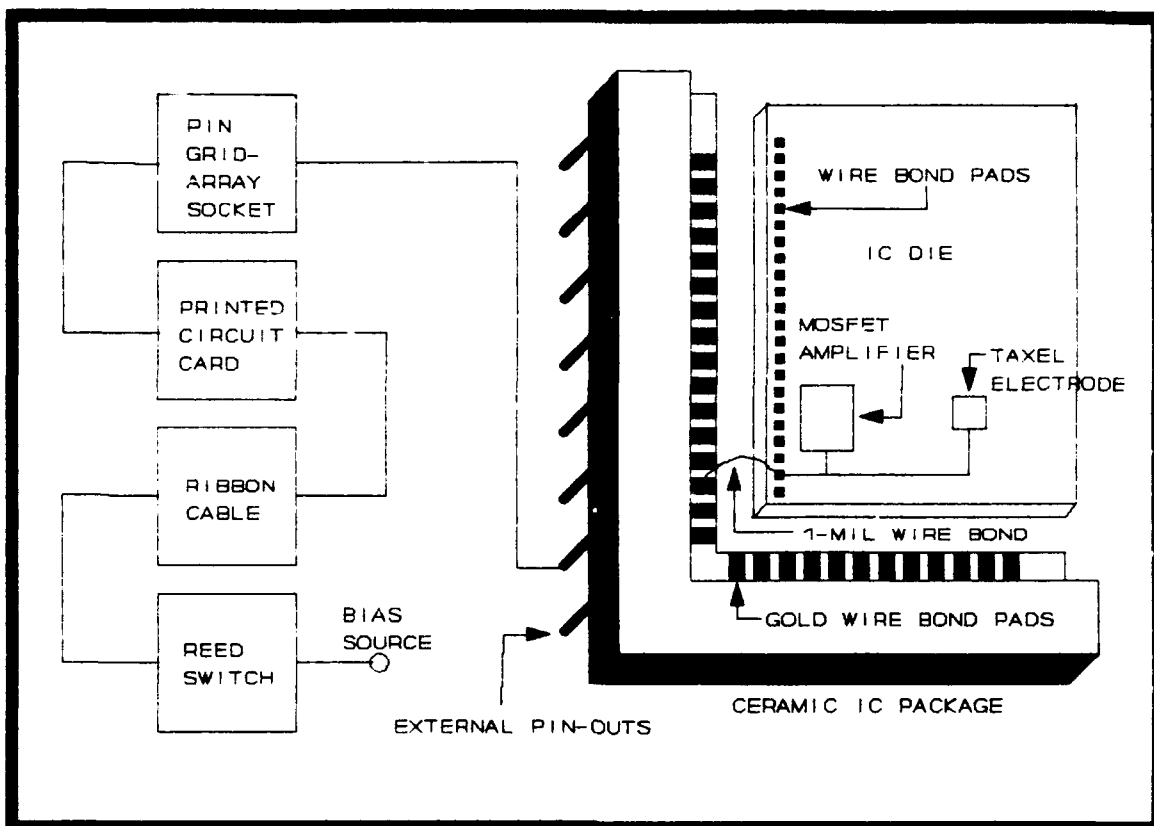 PIN
GRID-
ARRAY
SOCKET
PRINTED
CIRCUIT
CARD
RIBBON
CABLE
REED
SWITCH
BIAS
SOURCE
EXTERNAL PIN-OUTS
WIRE BOND PADS
IC DIE
MOSFET
AMPLIFIER
TAXEL
ELECTRODE
1-MIL WIRE BOND
GOLD WIRE BOND PADS
CERAMIC IC PACKAGE